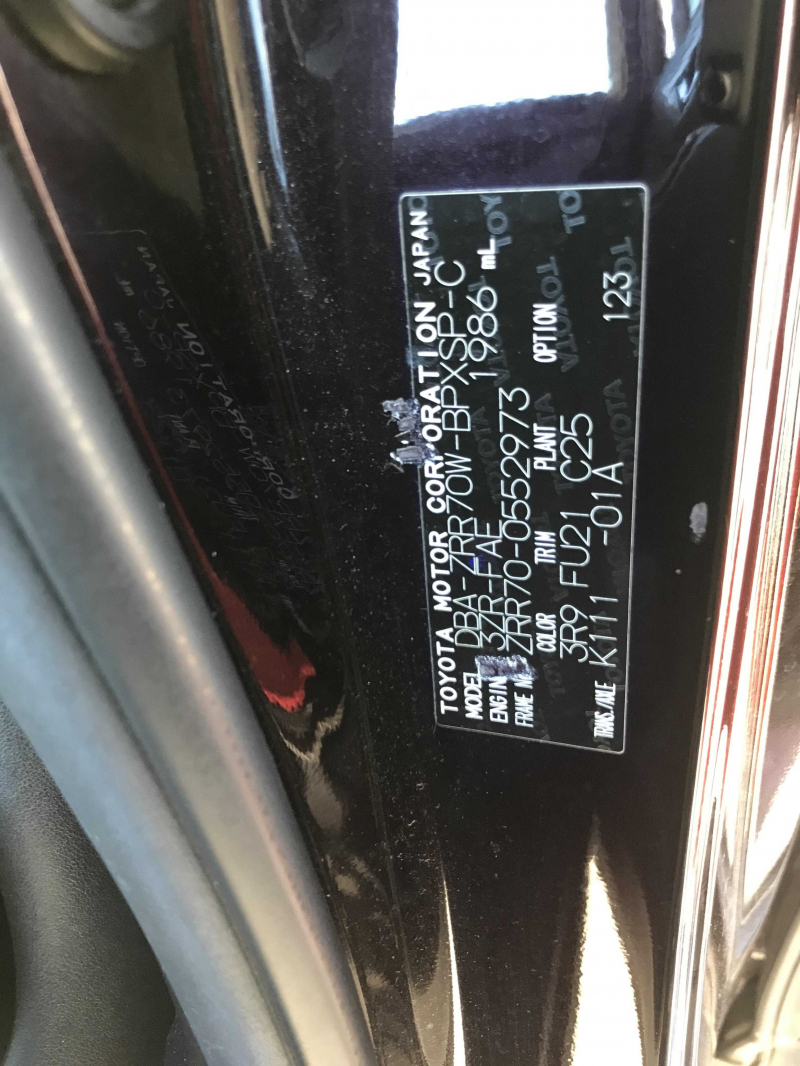 TOYOTA MOTOR CORPORATION JAPAN
MODEL DBA-ZRR70W-BPXSP-C
ENGINE 3ZR-FAE 1986 mL
FRAME No. ZRR70-0552973
COLOR TRIM PLANT OPTION
3R9 FU21 C25 123
TRANS./AXLE K111 -01A